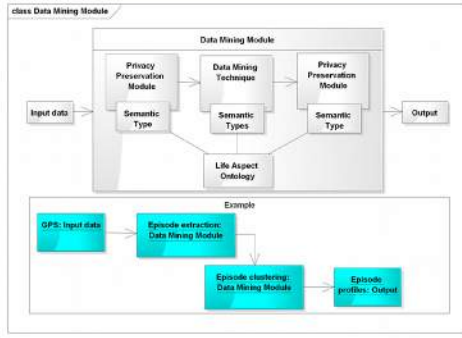 class Data Mining Module
Data Mining Module
Privacy
Preservation
Module
Data Mining
Technique
Privacy
Preservation
Module
Input data
Semantic
Type
Semantic
Types
Semantic
Type
Output
Life Aspect
Ontology
Example
GPS: Input data
Episode extraction:
Data Mining Module
Episode clustering:
Data Mining Module
Episode
profiles: Output